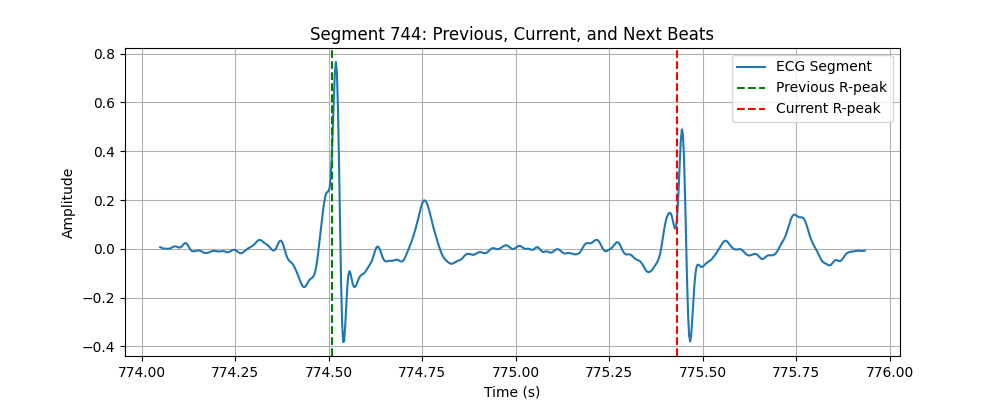 Segment 744: Previous, Current, and Next Beats
ECG Segment
Previous R-peak
Current R-peak
0.8
0.6
0.4
0.2
0.0
−0.2
−0.4
Amplitude
774.00 774.25 774.50 774.75 775.00 775.25 775.50 775.75 776.00
Time (s)